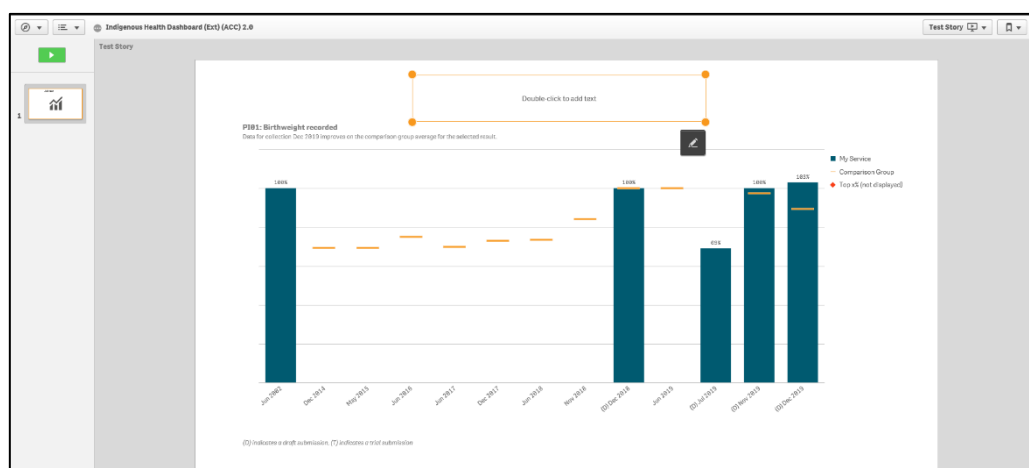 Indigenous Health Dashboard (Ext) (ACC) 2.0
Test Story
Test Story
1
Double-click to add text
PI01: Birthweight recorded
Data for collection Dec 2019 improves on the comparison group average for the selected result.
My Service
Comparison Group
Top x% (not displayed)
100%
100%
69%
100%
103%
Jun 2002
Dec 2014
May 2015
Jun 2016
Jun 2017
Dec 2017
Jun 2018
Nov 2018
(D) Dec 2018
Jun 2019
(D) Jul 2019
(D) Nov 2019
(D) Dec 2019
(D) indicates a draft submission. (T) indicates a trial submission